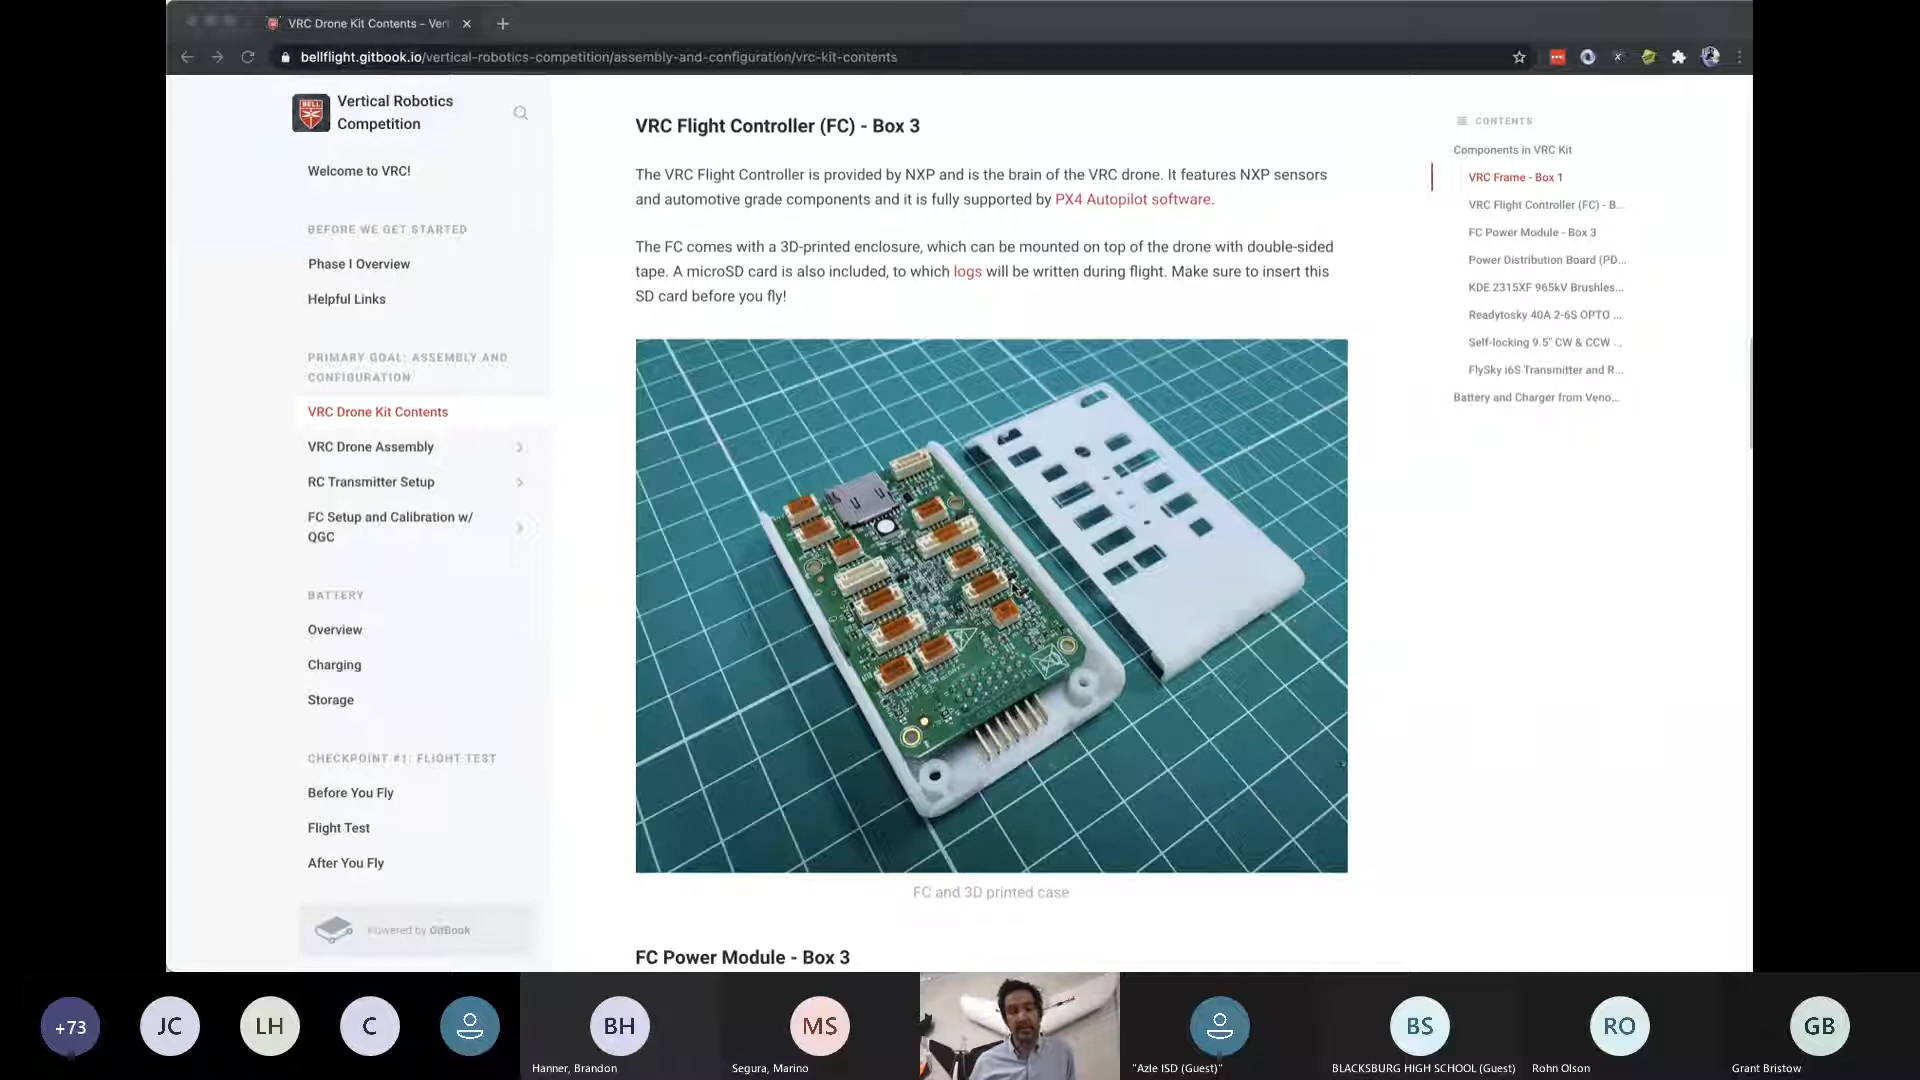 VRC Drone Kit Contents – Ver
bellflight.gitbook.io/vertical-robotics-competition/assembly-and-configuration/vrc-kit-contents
Vertical Robotics
Competition
Welcome to VRC!
BEFORE WE GET STARTED
Phase I Overview
Helpful Links
PRIMARY GOAL: ASSEMBLY AND
CONFIGURATION
VRC Drone Kit Contents
VRC Drone Assembly
RC Transmitter Setup
FC Setup and Calibration w/
QGC
BATTERY
Overview
Charging
Storage
CHECKPOINT #1: FLIGHT TEST
Before You Fly
Flight Test
After You Fly
Powered by GitBook
VRC Flight Controller (FC) - Box 3
The VRC Flight Controller is provided by NXP and is the brain of the VRC drone. It features NXP sensors
and automotive grade components and it is fully supported by PX4 Autopilot software.
The FC comes with a 3D-printed enclosure, which can be mounted on top of the drone with double-sided
tape. A microSD card is also included, to which logs will be written during flight. Make sure to insert this
SD card before you fly!
FC and 3D printed case
FC Power Module - Box 3
CONTENTS
Components in VRC Kit
VRC Frame - Box 1
VRC Flight Controller (FC) - B...
FC Power Module - Box 3
Power Distribution Board (PD...
KDE 2315XF 965kV Brushles...
Readytosky 40A 2-6S OPTO ...
Self-locking 9.5" CW & CCW ...
FlySky i6S Transmitter and R...
Battery and Charger from Veno...
+73
JC
LH
C
BH
Hanner, Brandon
MS
Segura, Marino
"Azle ISD (Guest)"
BS
BLACKSBURG HIGH SCHOOL (Guest)
RO
Rohn Olson
GB
Grant Bristow